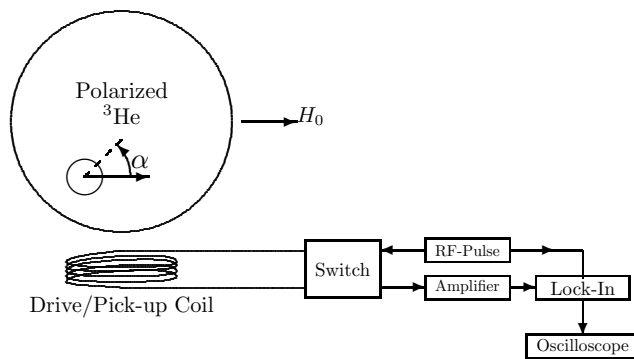 Polarized
³He
H₀
α
RF-Pulse
Switch
Amplifier
Lock-In
Drive/Pick-up Coil
Oscilloscope